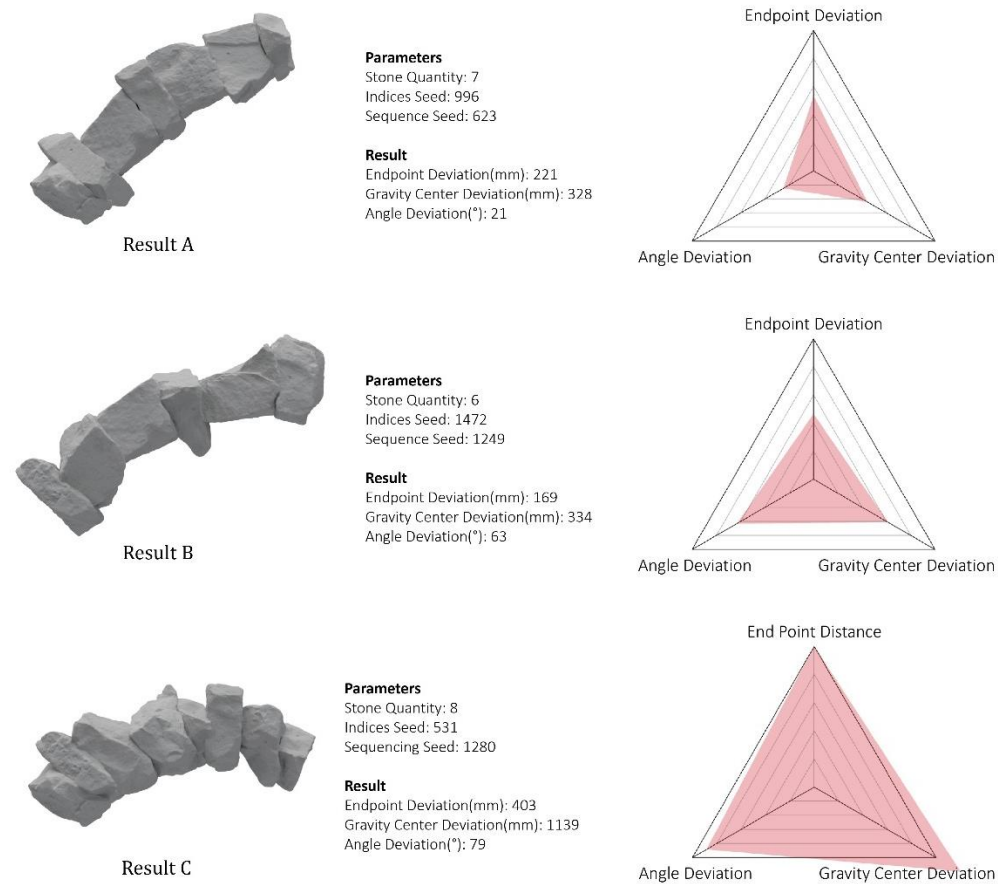 Parameters
Stone Quantity: 7
Indices Seed: 996
Sequence Seed: 623
Result
Endpoint Deviation(mm): 221
Gravity Center Deviation(mm): 328
Angle Deviation(°): 21
Result A
Endpoint Deviation
Angle Deviation
Gravity Center Deviation
Parameters
Stone Quantity: 6
Indices Seed: 1472
Sequence Seed: 1249
Result
Endpoint Deviation(mm): 169
Gravity Center Deviation(mm): 334
Angle Deviation(°): 63
Result B
Endpoint Deviation
Angle Deviation
Gravity Center Deviation
Parameters
Stone Quantity: 8
Indices Seed: 531
Sequencing Seed: 1280
Result
Endpoint Deviation(mm): 403
Gravity Center Deviation(mm): 1139
Angle Deviation(°): 79
Result C
End Point Distance
Angle Deviation
Gravity Center Deviation